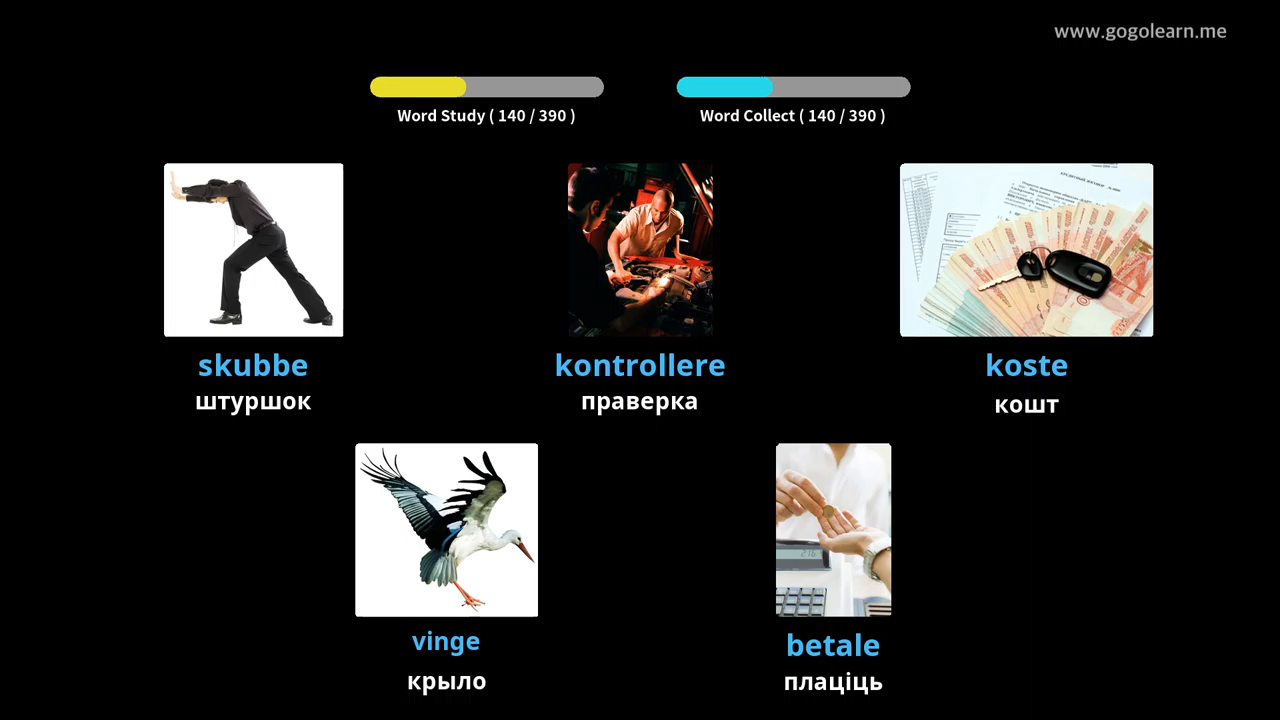 www.gogolearn.me
Word Study ( 140 / 390 )
Word Collect ( 140 / 390 )
skubbe
штуршок
kontrollere
праверка
koste
кошт
vinge
крыло
betale
плаціць